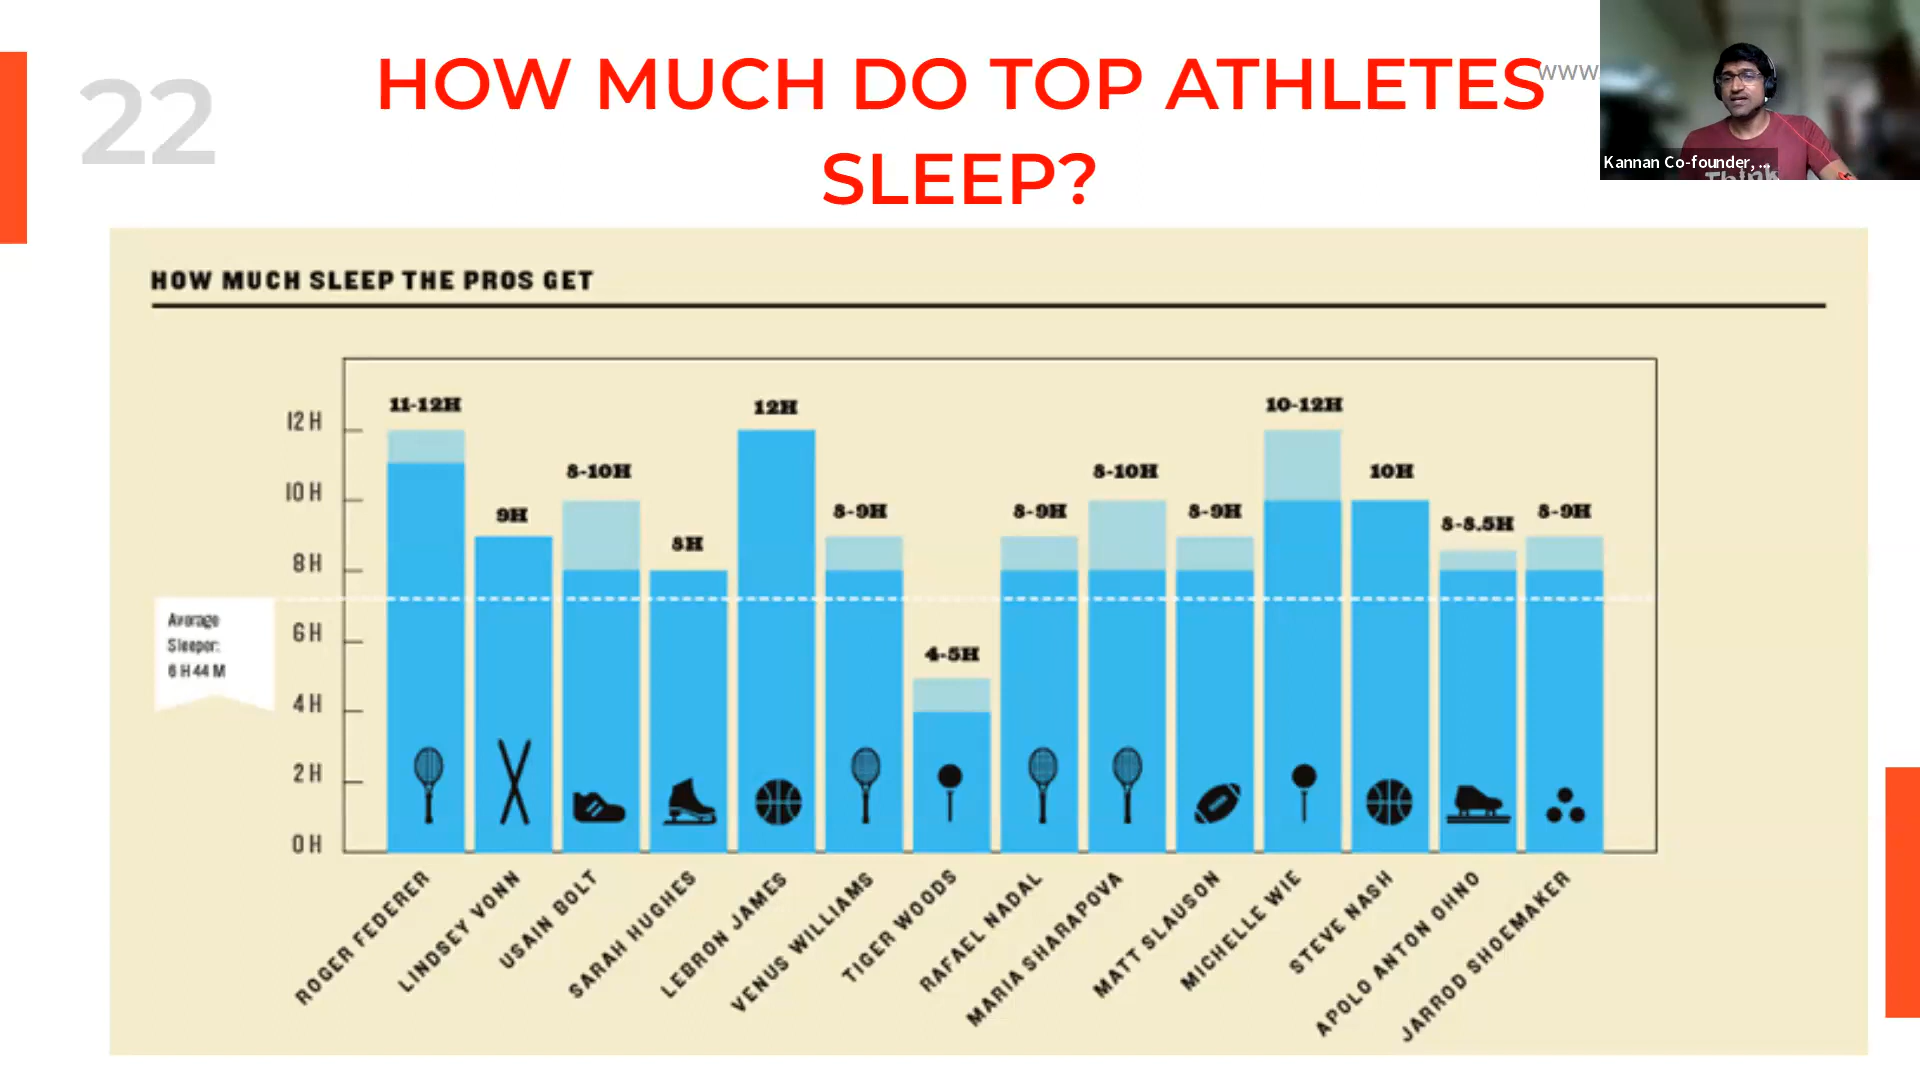 22
HOW MUCH DO TOP ATHLETES
SLEEP?
www.
Kannan Co-founder, ...
Think
HOW MUCH SLEEP THE PROS GET
12 H
10 H
8 H
6 H
4 H
2 H
0 H
Average
Sleeper:
6 H 44 M
11-12H
9H
8-10H
8H
12H
8-9H
4-5H
8-9H
8-10H
8-9H
10-12H
10H
8-8.5H
8-9H
ROGER FEDERER
LINDSEY VONN
USAIN BOLT
SARAH HUGHES
LEBRON JAMES
VENUS WILLIAMS
TIGER WOODS
RAFAEL NADAL
MARIA SHARAPOVA
MATT SLAUSON
MICHELLE WIE
STEVE NASH
APOLO ANTON OHNO
JARROD SHOEMAKER